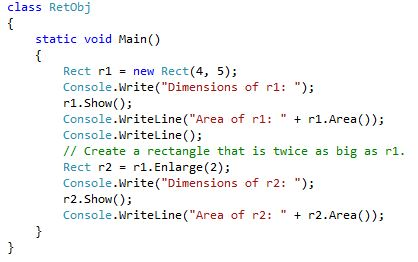 class RetObj
{
static void Main()
{
Rect r1 = new Rect(4, 5);
Console.Write("Dimensions of r1: ");
r1.Show();
Console.WriteLine("Area of r1: " + r1.Area());
Console.WriteLine();
// Create a rectangle that is twice as big as r1.
Rect r2 = r1.Enlarge(2);
Console.Write("Dimensions of r2: ");
r2.Show();
Console.WriteLine("Area of r2: " + r2.Area());
}
}